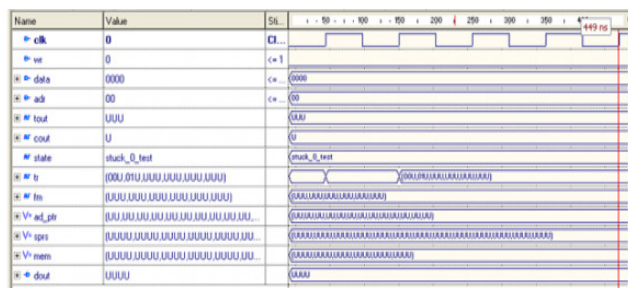 Name Value Sti... 50 100 150 200 250 300 350 449 ns
clk 0 Cl...
wr 0 <= 1
data 0000 <= ... 0000
adr 00 <= ... 00
tout UUU UUU
cout U U
state stuck_0_test stuck_0_test
tr (00U,01U,UUU,UUU,UUU,UUU) (00U,01U,UUU,UUU,UUU,UUU)
tm (UUU,UUU,UUU,UUU,UUU,UUU) (UUU,UUU,UUU,UUU,UUU,UUU)
ad_ptr
sprs
mem
dout UUUU UUUU